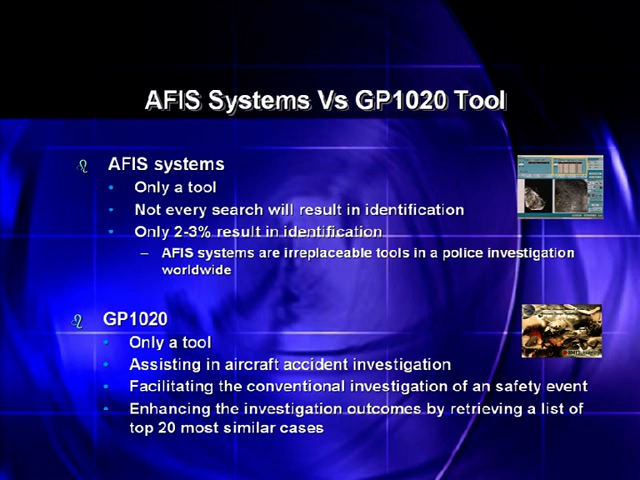 AFIS Systems Vs GP1020 Tool
AFIS systems
• Only a tool
• Not every search will result in identification
• Only 2-3% result in identification
– AFIS systems are irreplaceable tools in a police investigation
worldwide
GP1020
• Only a tool
• Assisting in aircraft accident investigation
• Facilitating the conventional investigation of an safety event
• Enhancing the investigation outcomes by retrieving a list of
top 20 most similar cases